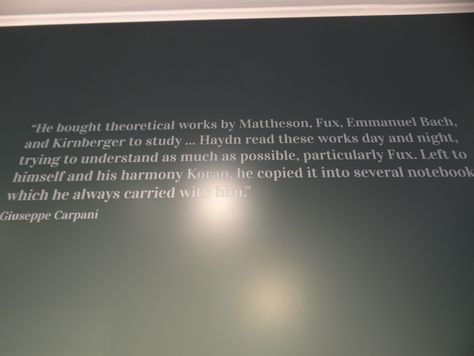 “He bought theoretical works by Mattheson, Fux, Emmanuel Bach,
and Kirnberger to study ... Haydn read these works day and night,
trying to understand as much as possible, particularly Fux. Left to
himself and his harmony Koran, he copied it into several notebook
which he always carried with him.”
Giuseppe Carpani